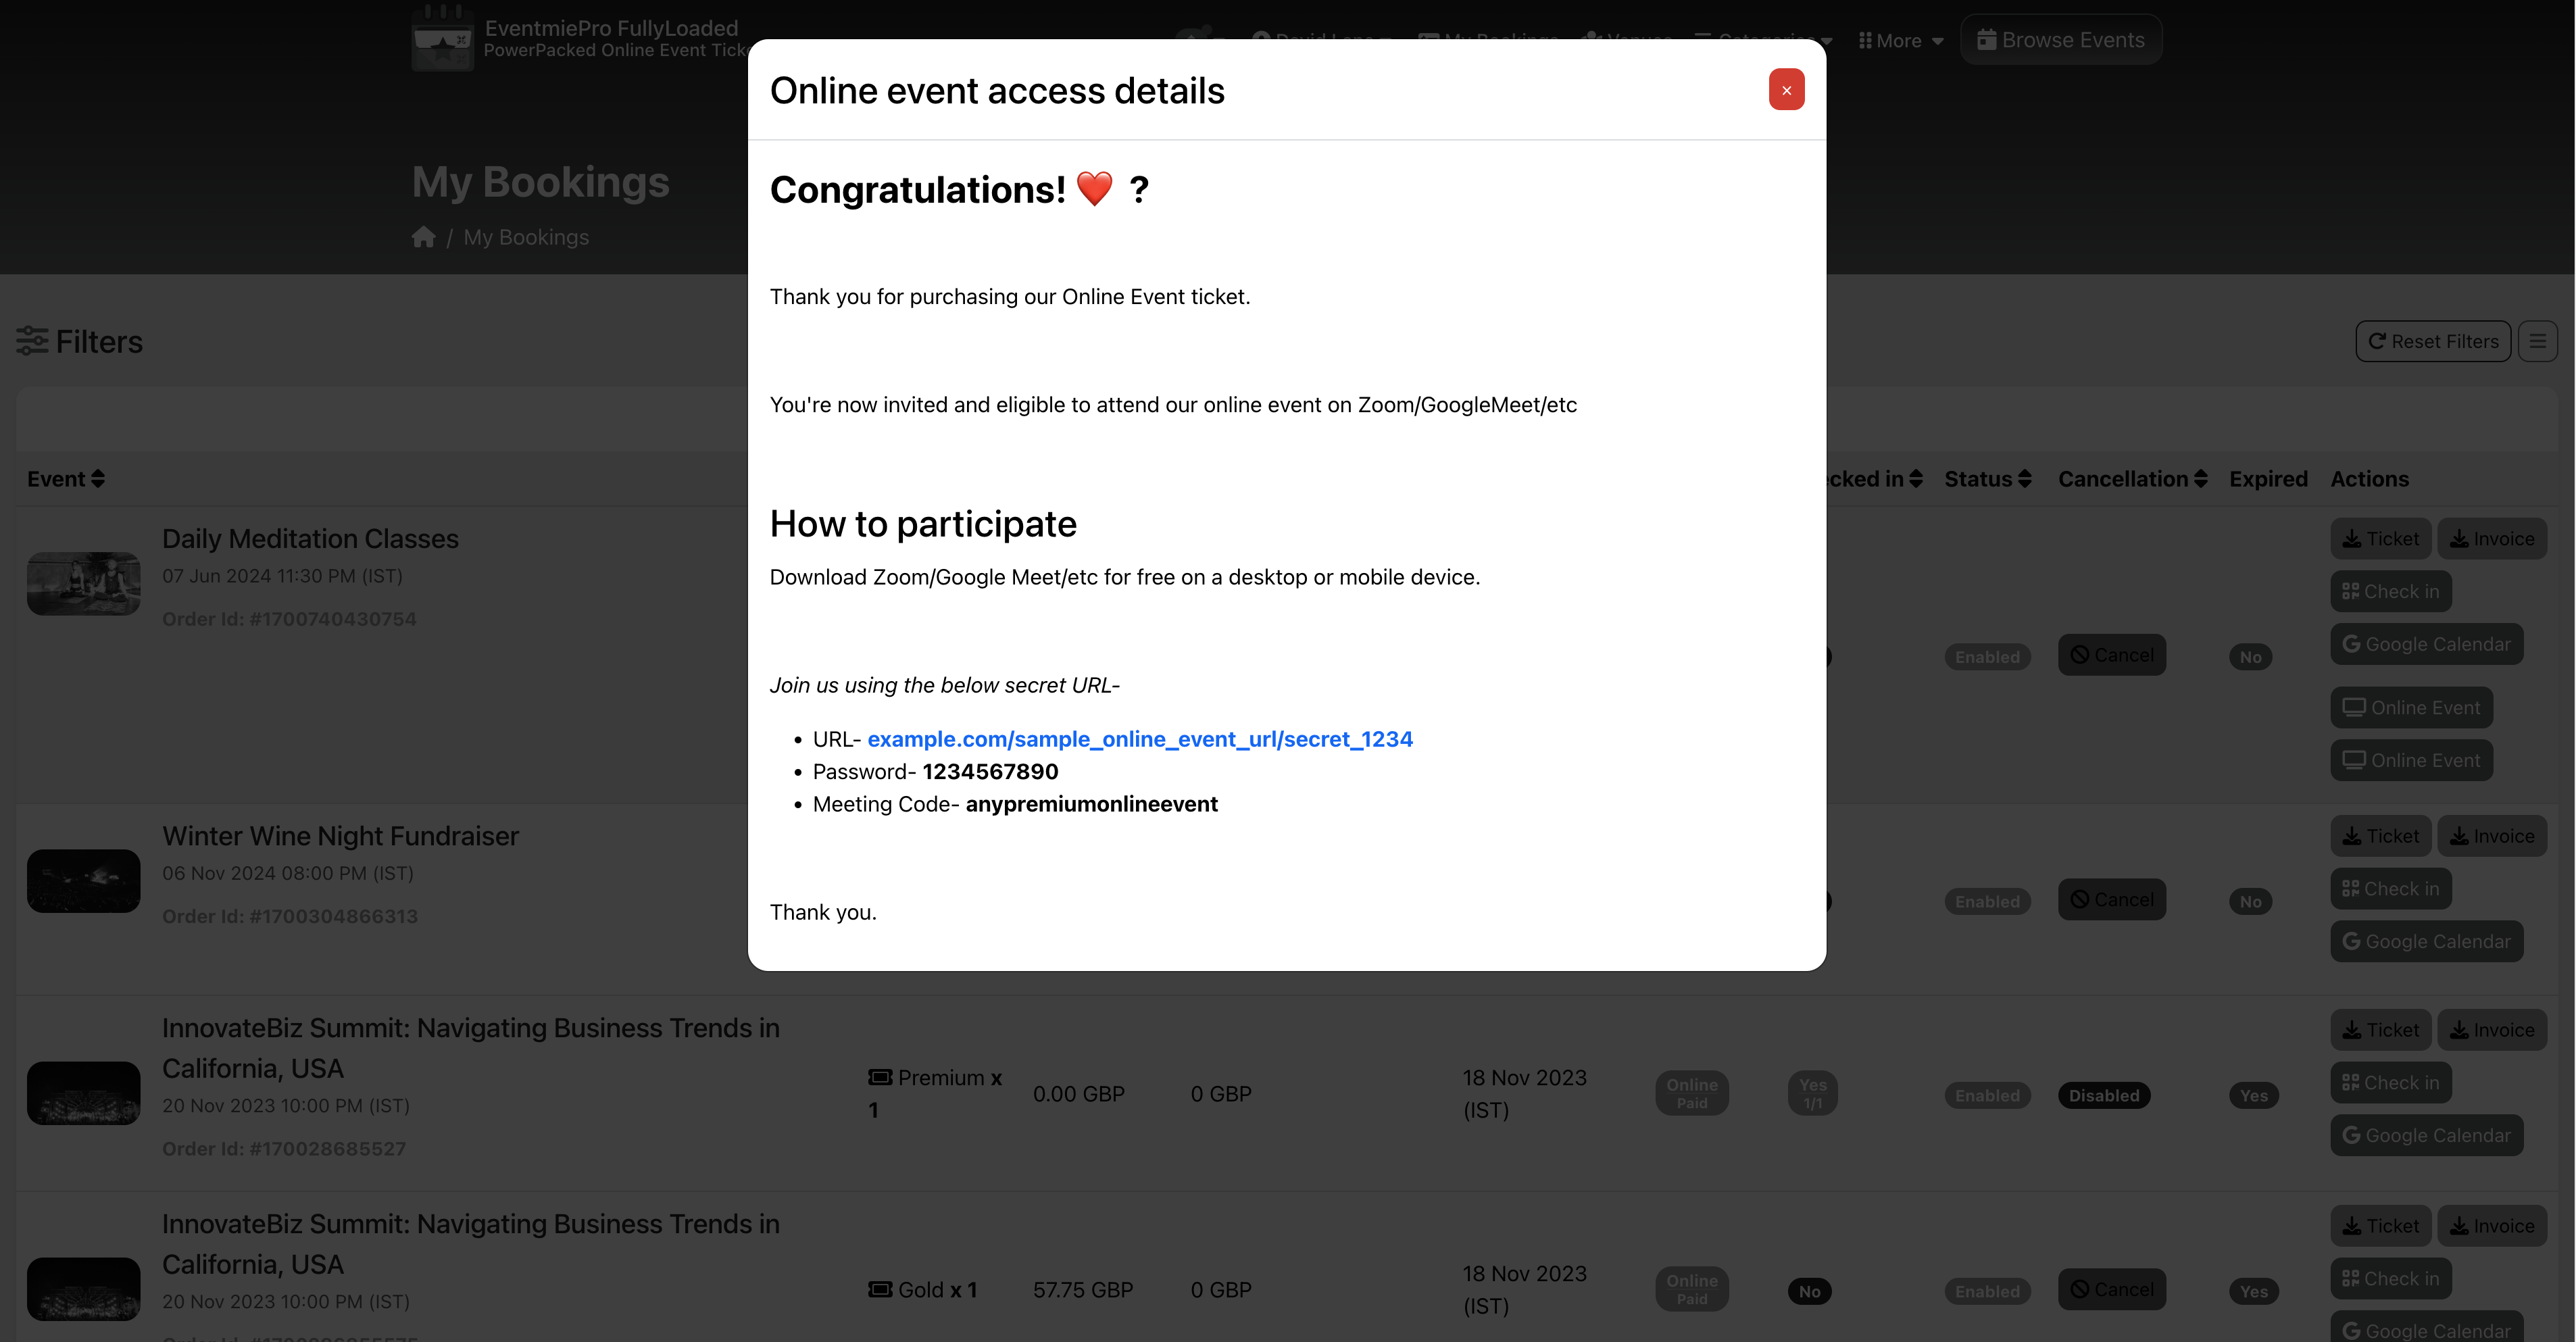 EventmiePro FullyLoaded
PowerPacked Online Event
My Bookings
Venues
Categories
More
Browse Events
My Bookings
/ My Bookings
Online event access details
×
Congratulations! ❤️ ?
Thank you for purchasing our Online Event ticket.
You're now invited and eligible to attend our online event on Zoom/GoogleMeet/etc
How to participate
Download Zoom/Google Meet/etc for free on a desktop or mobile device.
Join us using the below secret URL-
• URL- example.com/sample_online_event_url/secret_1234
• Password- 1234567890
• Meeting Code- anypremiumonlineevent
Thank you.
Filters
Reset Filters
Event
in
Status
Cancellation
Expired
Actions
Daily Meditation Classes
07 Jun 2024 11:30 PM (IST)
Order Id: #1700740430754
Enabled
Cancel
No
Ticket
Invoice
Check in
Google Calendar
Online Event
Online Event
Winter Wine Night Fundraiser
06 Nov 2024 08:00 PM (IST)
Order Id: #1700304866313
Enabled
Cancel
No
Ticket
Invoice
Check in
Google Calendar
InnovateBiz Summit: Navigating Business Trends in
California, USA
20 Nov 2023 10:00 PM (IST)
Order Id: #170028685527
Premium x
1
0.00 GBP
0 GBP
18 Nov 2023
(IST)
Online
Paid
Yes
1/1
Enabled
Disabled
Yes
Ticket
Invoice
Check in
Google Calendar
InnovateBiz Summit: Navigating Business Trends in
California, USA
20 Nov 2023 10:00 PM (IST)
Gold x 1
57.75 GBP
0 GBP
18 Nov 2023
(IST)
Online
Paid
No
Enabled
Cancel
Yes
Ticket
Invoice
Check in
Google Calendar